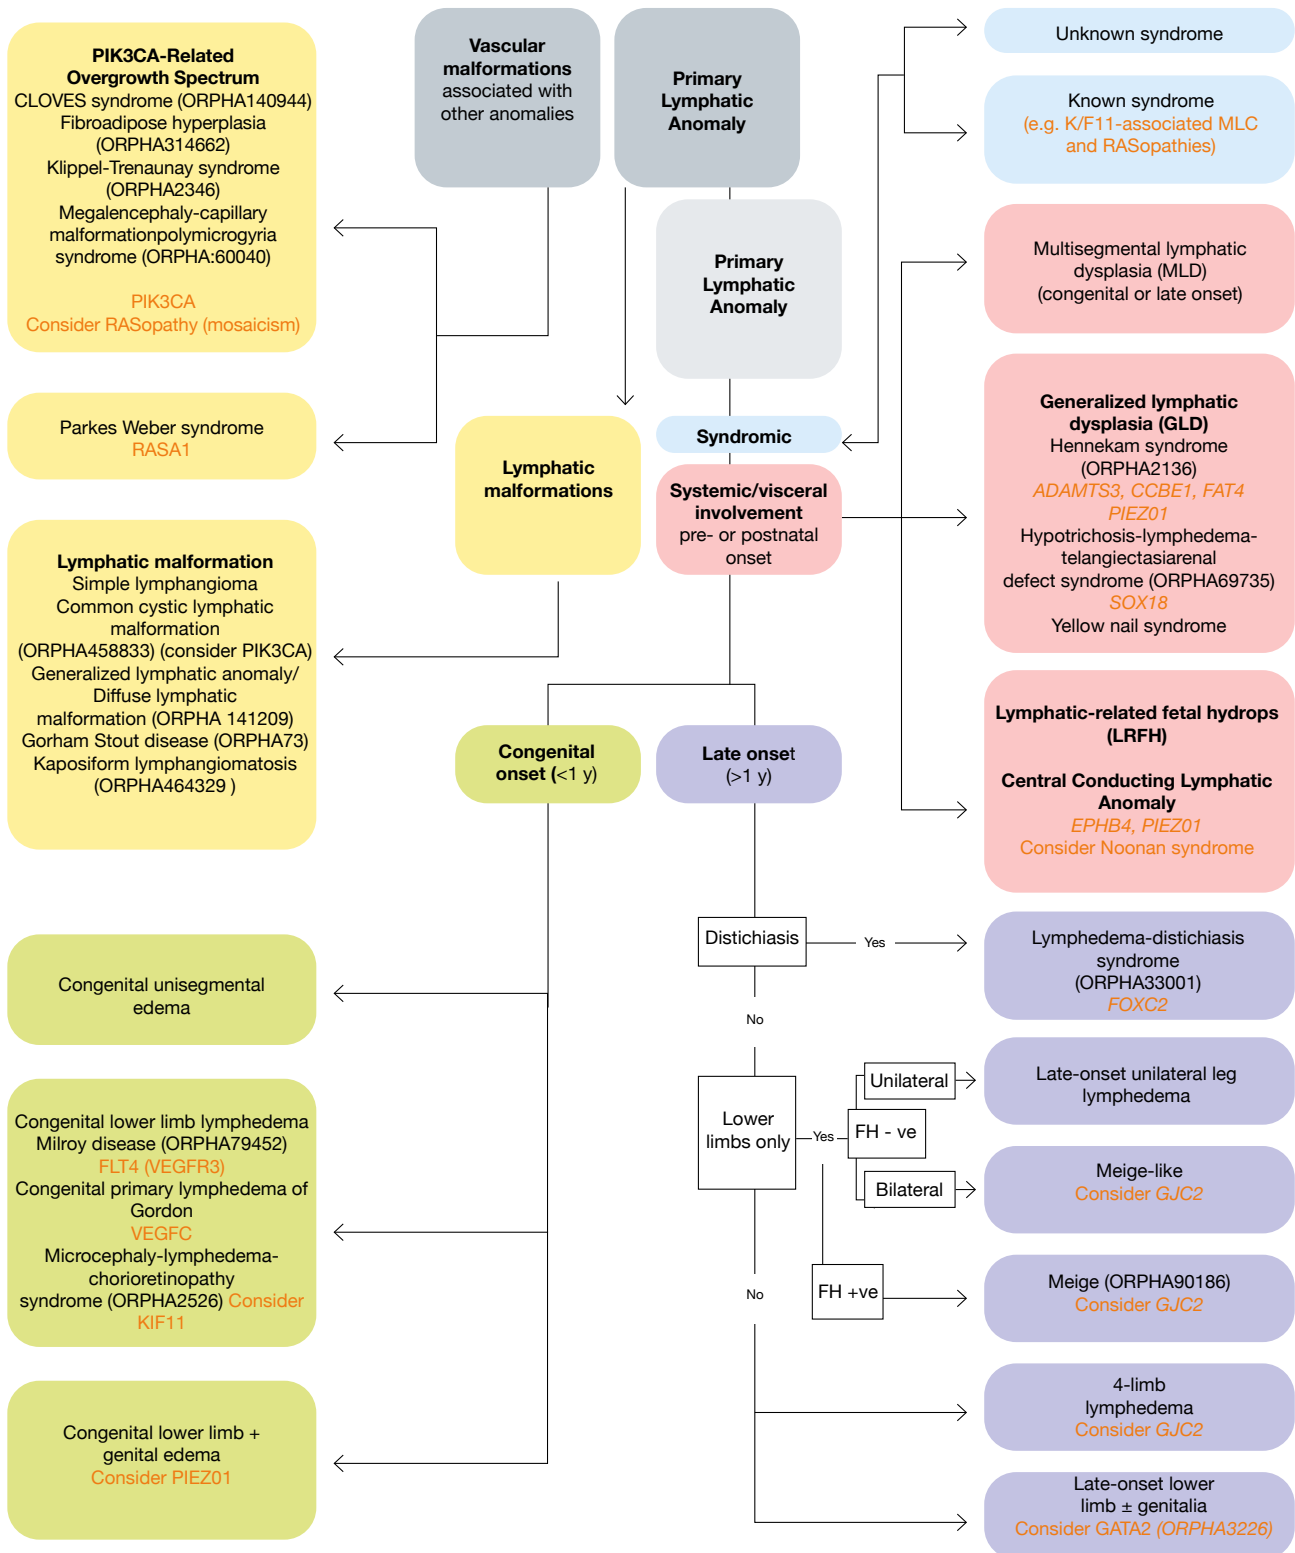 PIK3CA-Related
Overgrowth Spectrum
CLOVES syndrome (ORPHA140944)
Fibroadipose hyperplasia
(ORPHA314662)
Klippel-Trenaunay syndrome
(ORPHA2346)
Megalencephaly-capillary
malformationpolymicrogyria
syndrome (ORPHA:60040)
PIK3CA
Consider RASopathy (mosaicism)
Parkes Weber syndrome
RASA1
Lymphatic malformation
Simple lymphangioma
Common cystic lymphatic
malformation
(ORPHA458833) (consider PIK3CA)
Generalized lymphatic anomaly/
Diffuse lymphatic
malformation (ORPHA 141209)
Gorham Stout disease (ORPHA73)
Kaposiform lymphangiomatosis
(ORPHA464329 )
Congenital unisegmental
edema
Congenital lower limb lymphedema
Milroy disease (ORPHA79452)
FLT4 (VEGFR3)
Congenital primary lymphedema of
Gordon
VEGFC
Microcephaly-lymphedema-
chorioretinopathy
syndrome (ORPHA2526) Consider
KIF11
Congenital lower limb +
genital edema
Consider PIEZ01
Vascular
malformations
associated with
other anomalies
Primary
Lymphatic
Anomaly
Primary
Lymphatic
Anomaly
Syndromic
Lymphatic
malformations
Systemic/visceral
involvement
pre- or postnatal
onset
Congenital
onset (<1 y)
Late onset
(>1 y)
Distichiasis
Yes
No
Lower
limbs only
Yes
Unilateral
FH - ve
Bilateral
FH +ve
No
Unknown syndrome
Known syndrome
(e.g. K/F11-associated MLC
and RASopathies)
Multisegmental lymphatic
dysplasia (MLD)
(congenital or late onset)
Generalized lymphatic
dysplasia (GLD)
Hennekam syndrome
(ORPHA2136)
ADAMTS3, CCBE1, FAT4
PIEZ01
Hypotrichosis-lymphedema-
telangiectasiarenal
defect syndrome (ORPHA69735)
SOX18
Yellow nail syndrome
Lymphatic-related fetal hydrops
(LRFH)
Central Conducting Lymphatic
Anomaly
EPHB4, PIEZ01
Consider Noonan syndrome
Lymphedema-distichiasis
syndrome
(ORPHA33001)
FOXC2
Late-onset unilateral leg
lymphedema
Meige-like
Consider GJC2
Meige (ORPHA90186)
Consider GJC2
4-limb
lymphedema
Consider GJC2
Late-onset lower
limb ± genitalia
Consider GATA2 (ORPHA3226)